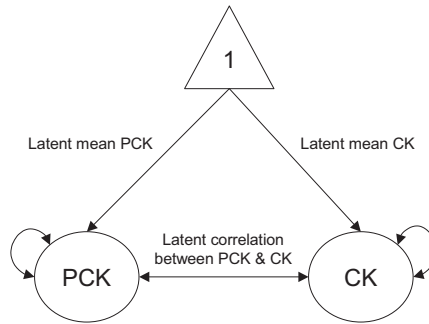 1
Latent mean PCK
Latent mean CK
Latent correlation
between PCK & CK
PCK
CK